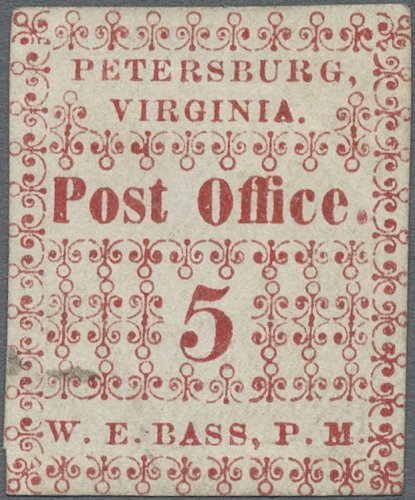 PETERSBURG,
VIRGINIA.
Post Office.
5
W. E. BASS, P. M.